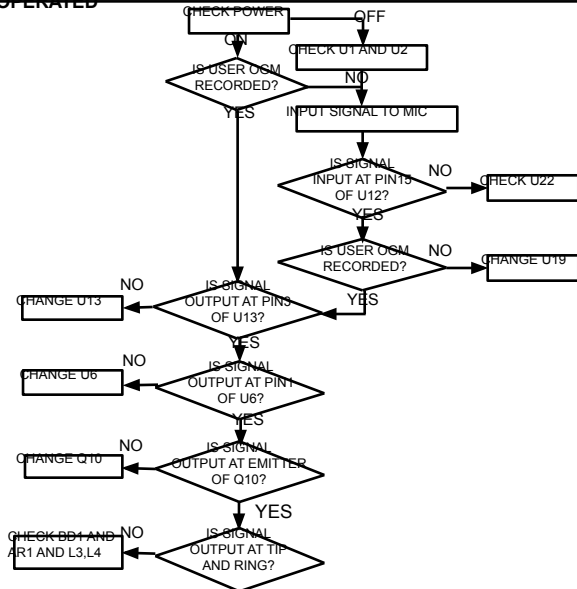 OPERATED
CHECK POWER
OFF
ON
CHECK U1 AND U2
IS USER OGM
RECORDED?
NO
YES
INPUT SIGNAL TO MIC
IS SIGNAL
INPUT AT PIN15
OF U12?
NO
CHECK U22
YES
IS USER OGM
RECORDED?
NO
CHANGE U19
YES
IS SIGNAL
OUTPUT AT PIN3
OF U13?
NO
CHANGE U13
YES
IS SIGNAL
OUTPUT AT PIN1
OF U6?
NO
CHANGE U6
YES
IS SIGNAL
OUTPUT AT EMITTER
OF Q10?
NO
CHANGE Q10
YES
IS SIGNAL
OUTPUT AT TIP
AND RING?
NO
CHECK BD1 AND
AR1 AND L3,L4